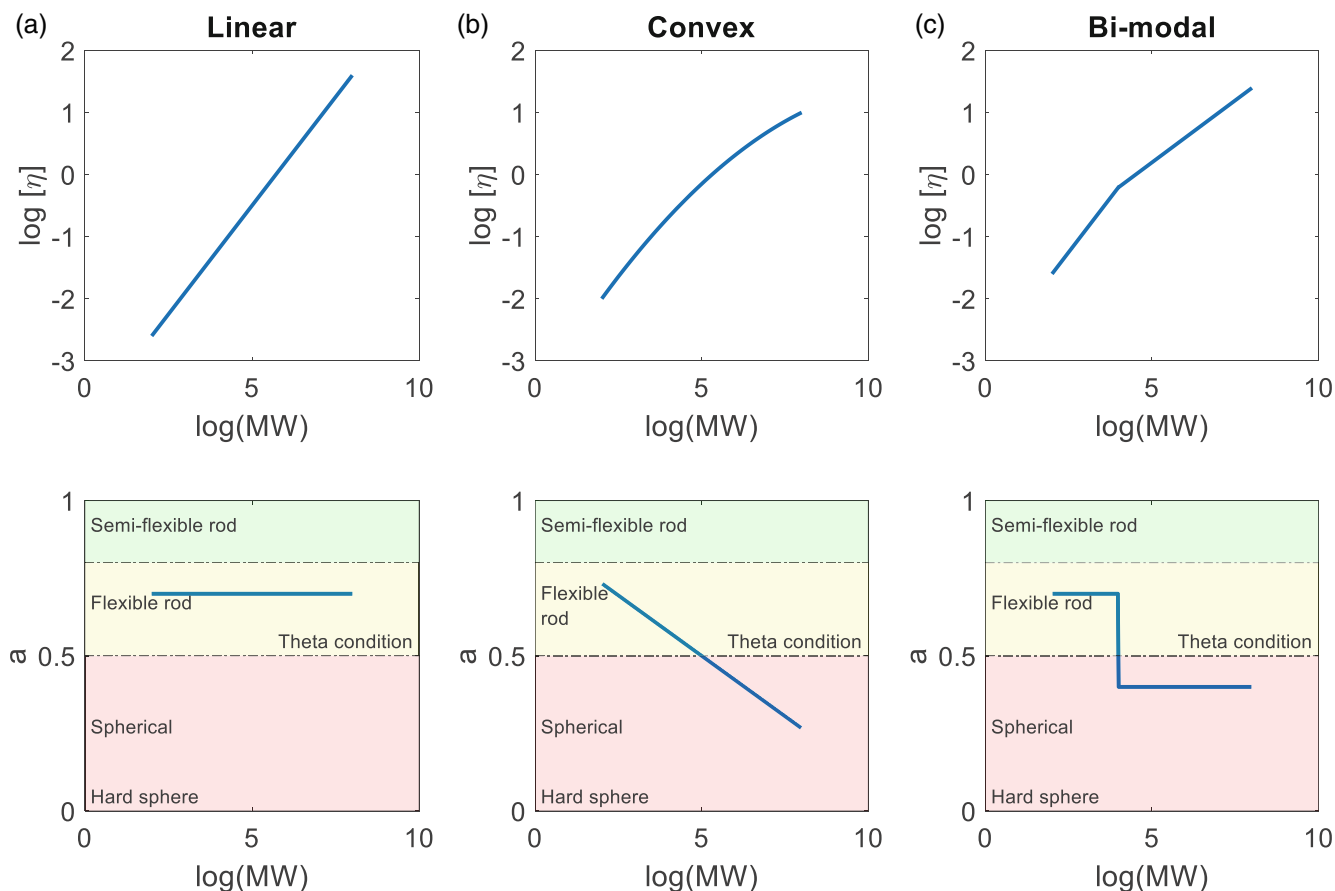 (a)
Linear
2
1
0
-1
-2
-3
log [η]
0
5
10
log(MW)
(b)
Convex
2
1
0
-1
-2
-3
log [η]
0
5
10
log(MW)
(c)
Bi-modal
2
1
0
-1
-2
-3
log [η]
0
5
10
log(MW)
1
0.5
0
a
Semi-flexible rod
Flexible rod
Theta condition
Spherical
Hard sphere
0
5
10
log(MW)
1
0.5
0
a
Semi-flexible rod
Flexible
rod
Theta condition
Spherical
Hard sphere
0
5
10
log(MW)
1
0.5
0
a
Semi-flexible rod
Flexible rod
Theta condition
Spherical
Hard sphere
0
5
10
log(MW)